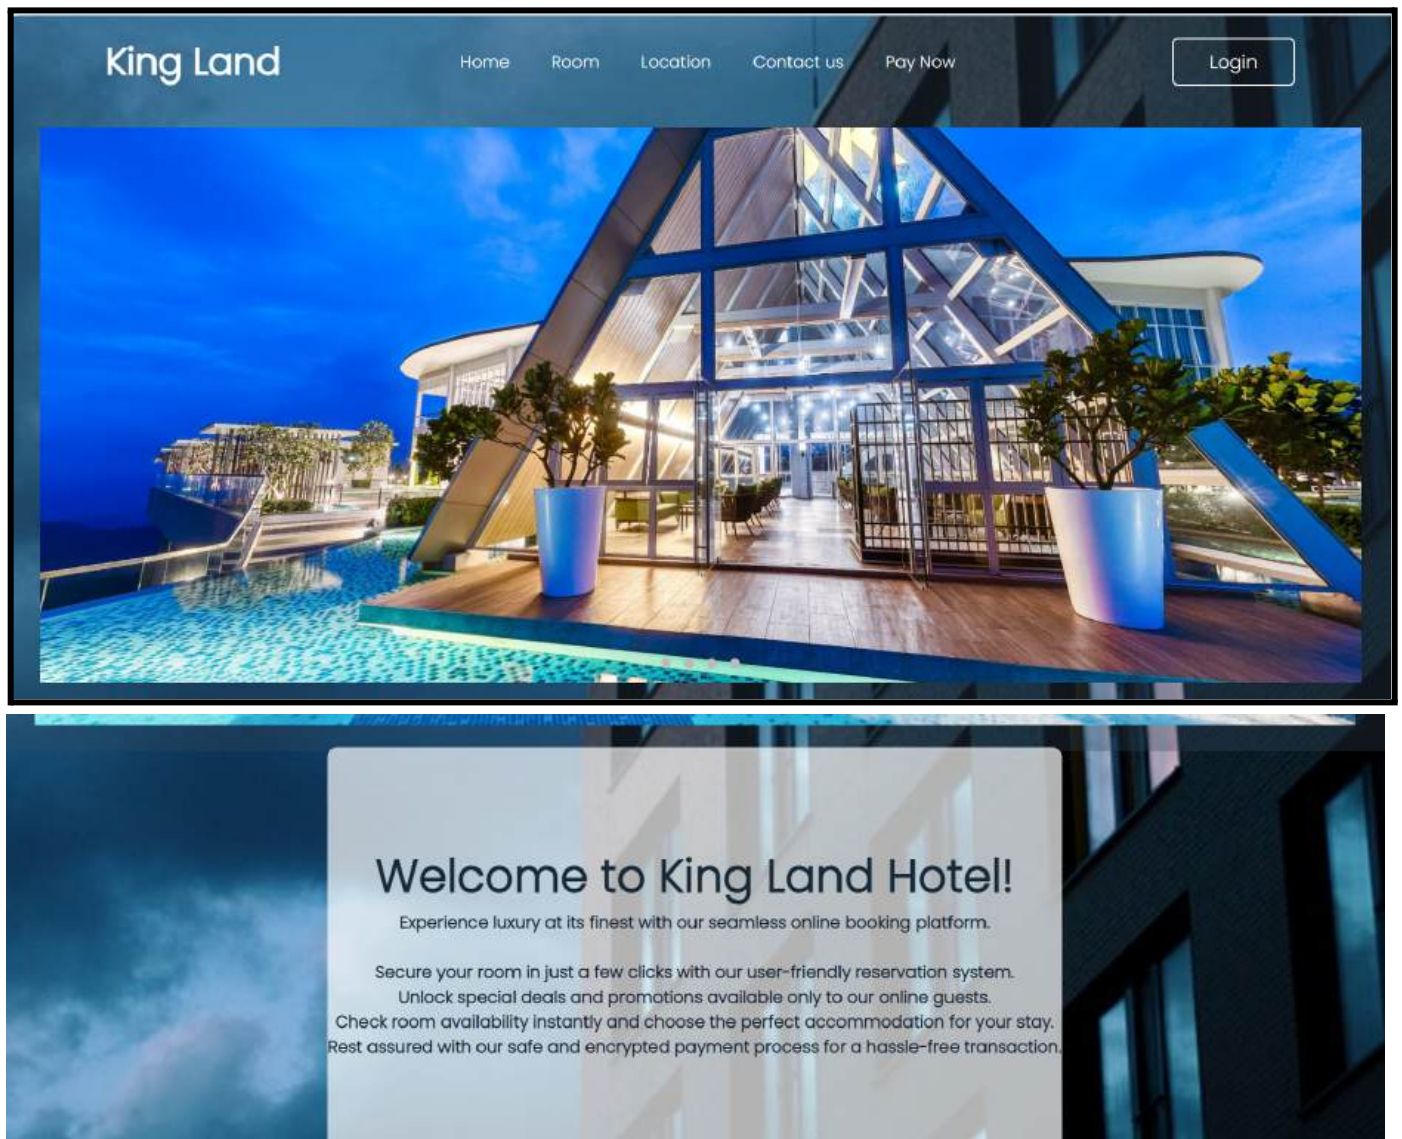 King Land
Home Room Location Contact us Pay Now
Login
Welcome to King Land Hotel!
Experience luxury at its finest with our seamless online booking platform.
Secure your room in just a few clicks with our user-friendly reservation system.
Unlock special deals and promotions available only to our online guests.
Check room availability instantly and choose the perfect accommodation for your stay.
Rest assured with our safe and encrypted payment process for a hassle-free transaction.